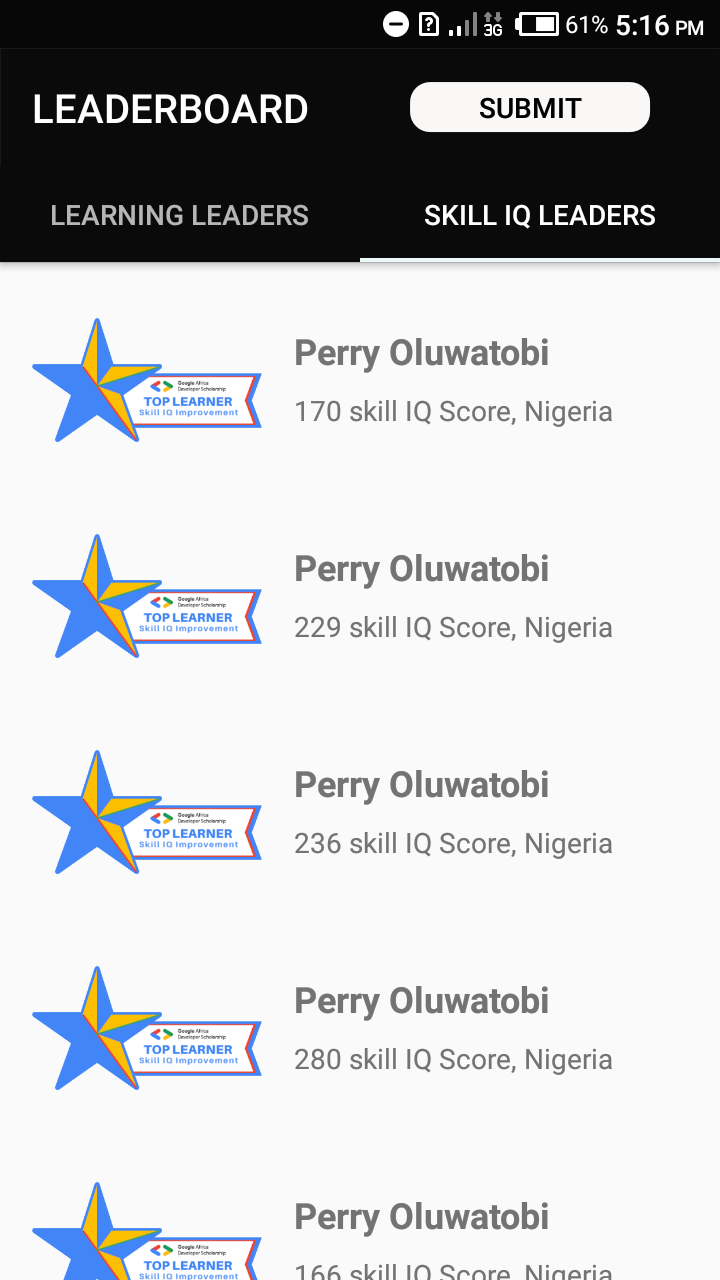 3G 61% 5:16 PM
LEADERBOARD
SUBMIT
LEARNING LEADERS
SKILL IQ LEADERS
Google Africa
Developer Scholarship
TOP LEARNER
Skill IQ Improvement
Perry Oluwatobi
170 skill IQ Score, Nigeria
Google Africa
Developer Scholarship
TOP LEARNER
Skill IQ Improvement
Perry Oluwatobi
229 skill IQ Score, Nigeria
Google Africa
Developer Scholarship
TOP LEARNER
Skill IQ Improvement
Perry Oluwatobi
236 skill IQ Score, Nigeria
Google Africa
Developer Scholarship
TOP LEARNER
Skill IQ Improvement
Perry Oluwatobi
280 skill IQ Score, Nigeria
Google Africa
Developer Scholarship
TOP LEARNER
Skill IQ Improvement
Perry Oluwatobi
166 skill IQ Score, Nigeria